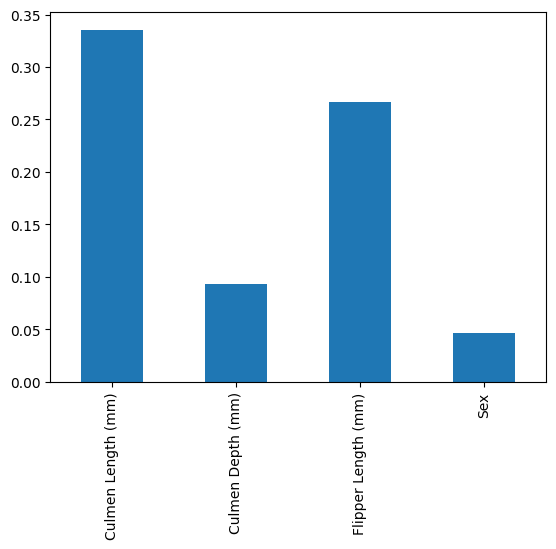 0.35
0.30
0.25
0.20
0.15
0.10
0.05
0.00
Culmen Length (mm)
Culmen Depth (mm)
Flipper Length (mm)
Sex